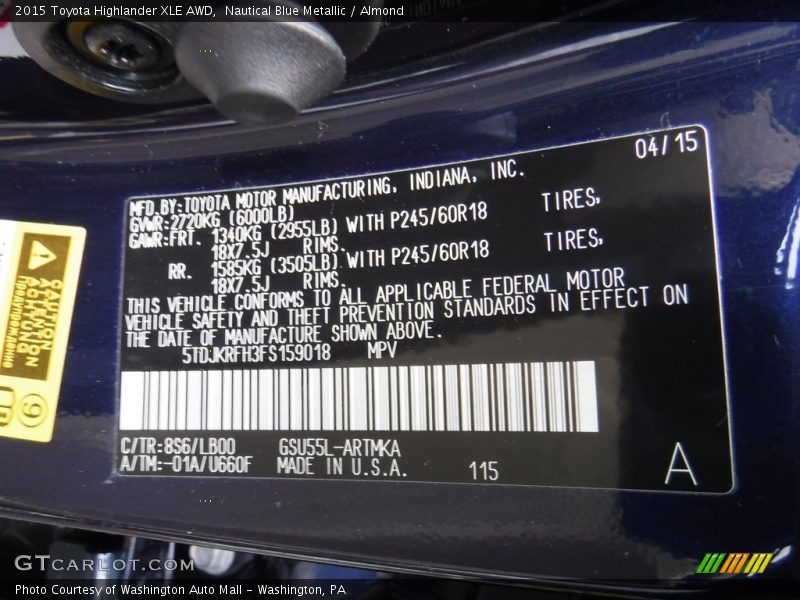 2015 Toyota Highlander XLE AWD,  Nautical Blue Metallic / Almond
04/15
MFD.BY:TOYOTA MOTOR MANUFACTURING, INDIANA, INC.
GVWR:2720KG (6000LB)
GAWR:FRT. 1340KG (2955LB) WITH P245/60R18 TIRES,
18X7.5J RIMS.
RR. 1585KG (3505LB) WITH P245/60R18 TIRES,
18X7.5J RIMS.
THIS VEHICLE CONFORMS TO ALL APPLICABLE FEDERAL MOTOR
VEHICLE SAFETY AND THEFT PREVENTION STANDARDS IN EFFECT ON
THE DATE OF MANUFACTURE SHOWN ABOVE.
5TDJKRFH3FS159018 MPV
C/TR:8S6/LB00 GSU55L-ARTMKA
A/TM:-01A/U660F MADE IN U.S.A. 115 A
CAUTION
ATTENTION
ACHTUNG
9
GTCARLOT.COM
Photo Courtesy of Washington Auto Mall - Washington, PA